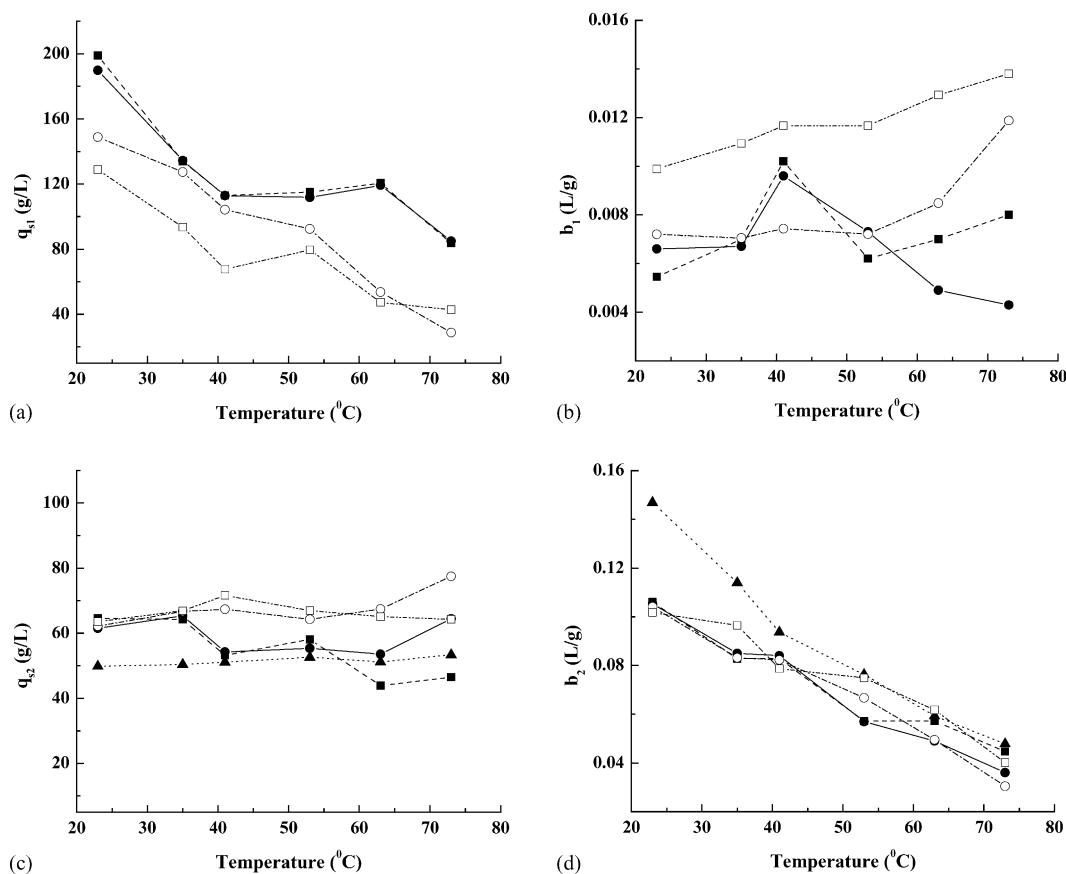 200
160
120
80
40
q_s1 (g/L)
20 30 40 50 60 70 80
(a) Temperature (⁰C)
0.016
0.012
0.008
0.004
b_1 (L/g)
20 30 40 50 60 70 80
(b) Temperature (⁰C)
100
80
60
40
20
q_s2 (g/L)
20 30 40 50 60 70 80
(c) Temperature (⁰C)
0.16
0.12
0.08
0.04
b_2 (L/g)
20 30 40 50 60 70 80
(d) Temperature (⁰C)